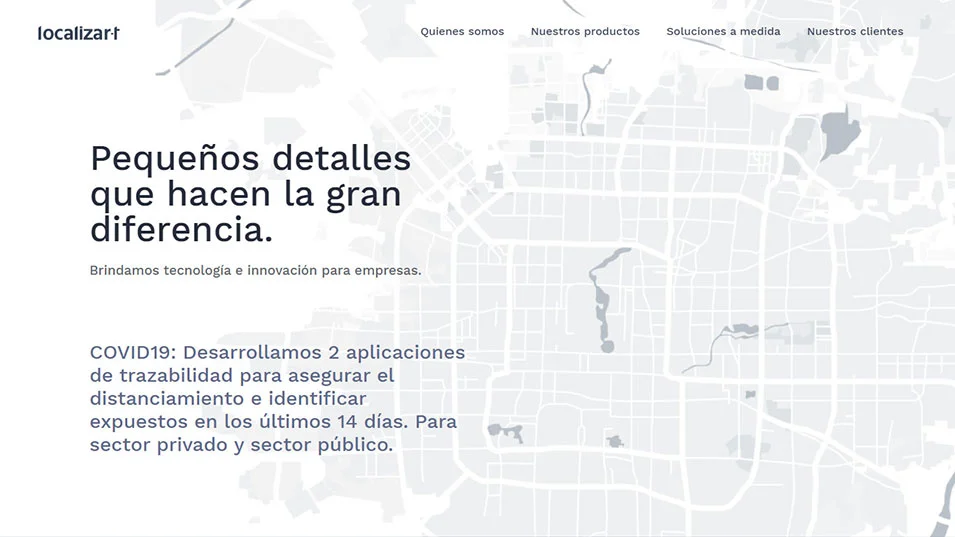 localizar·t
Quienes somos
Nuestros productos
Soluciones a medida
Nuestros clientes
Pequeños detalles
que hacen la gran
diferencia.
Brindamos tecnología e innovación para empresas.
COVID19: Desarrollamos 2 aplicaciones
de trazabilidad para asegurar el
distanciamiento e identificar
expuestos en los últimos 14 días. Para
sector privado y sector público.